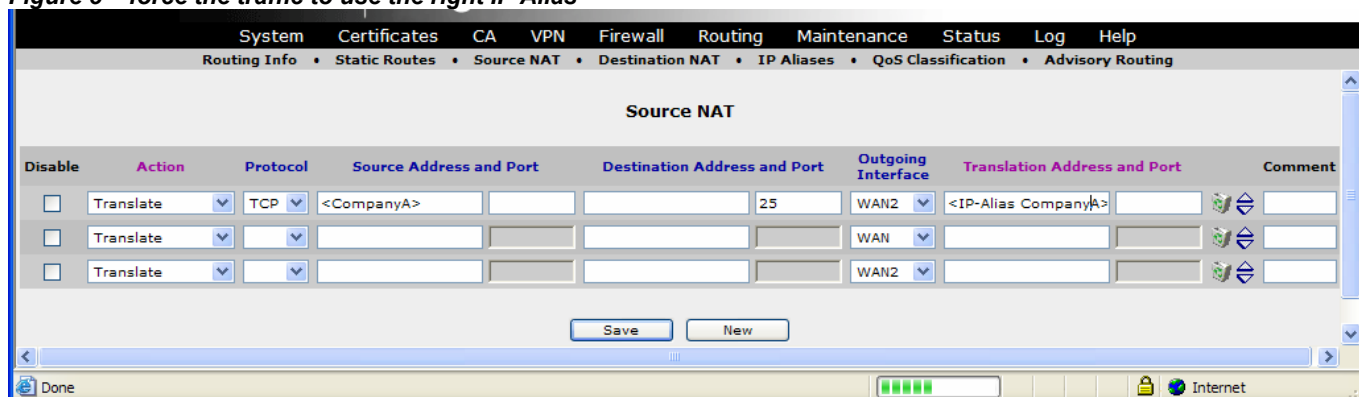 Figure 6 – force the traffic to use the right IP Alias
System Certificates CA VPN Firewall Routing Maintenance Status Log Help
Routing Info • Static Routes • Source NAT • Destination NAT • IP Aliases • QoS Classification • Advisory Routing
Source NAT
Disable Action Protocol Source Address and Port Destination Address and Port Outgoing Interface Translation Address and Port Comment
Translate TCP <CompanyA> 25 WAN2 <IP-Alias CompanyA>
Translate WAN
Translate WAN2
Save New
Done Internet